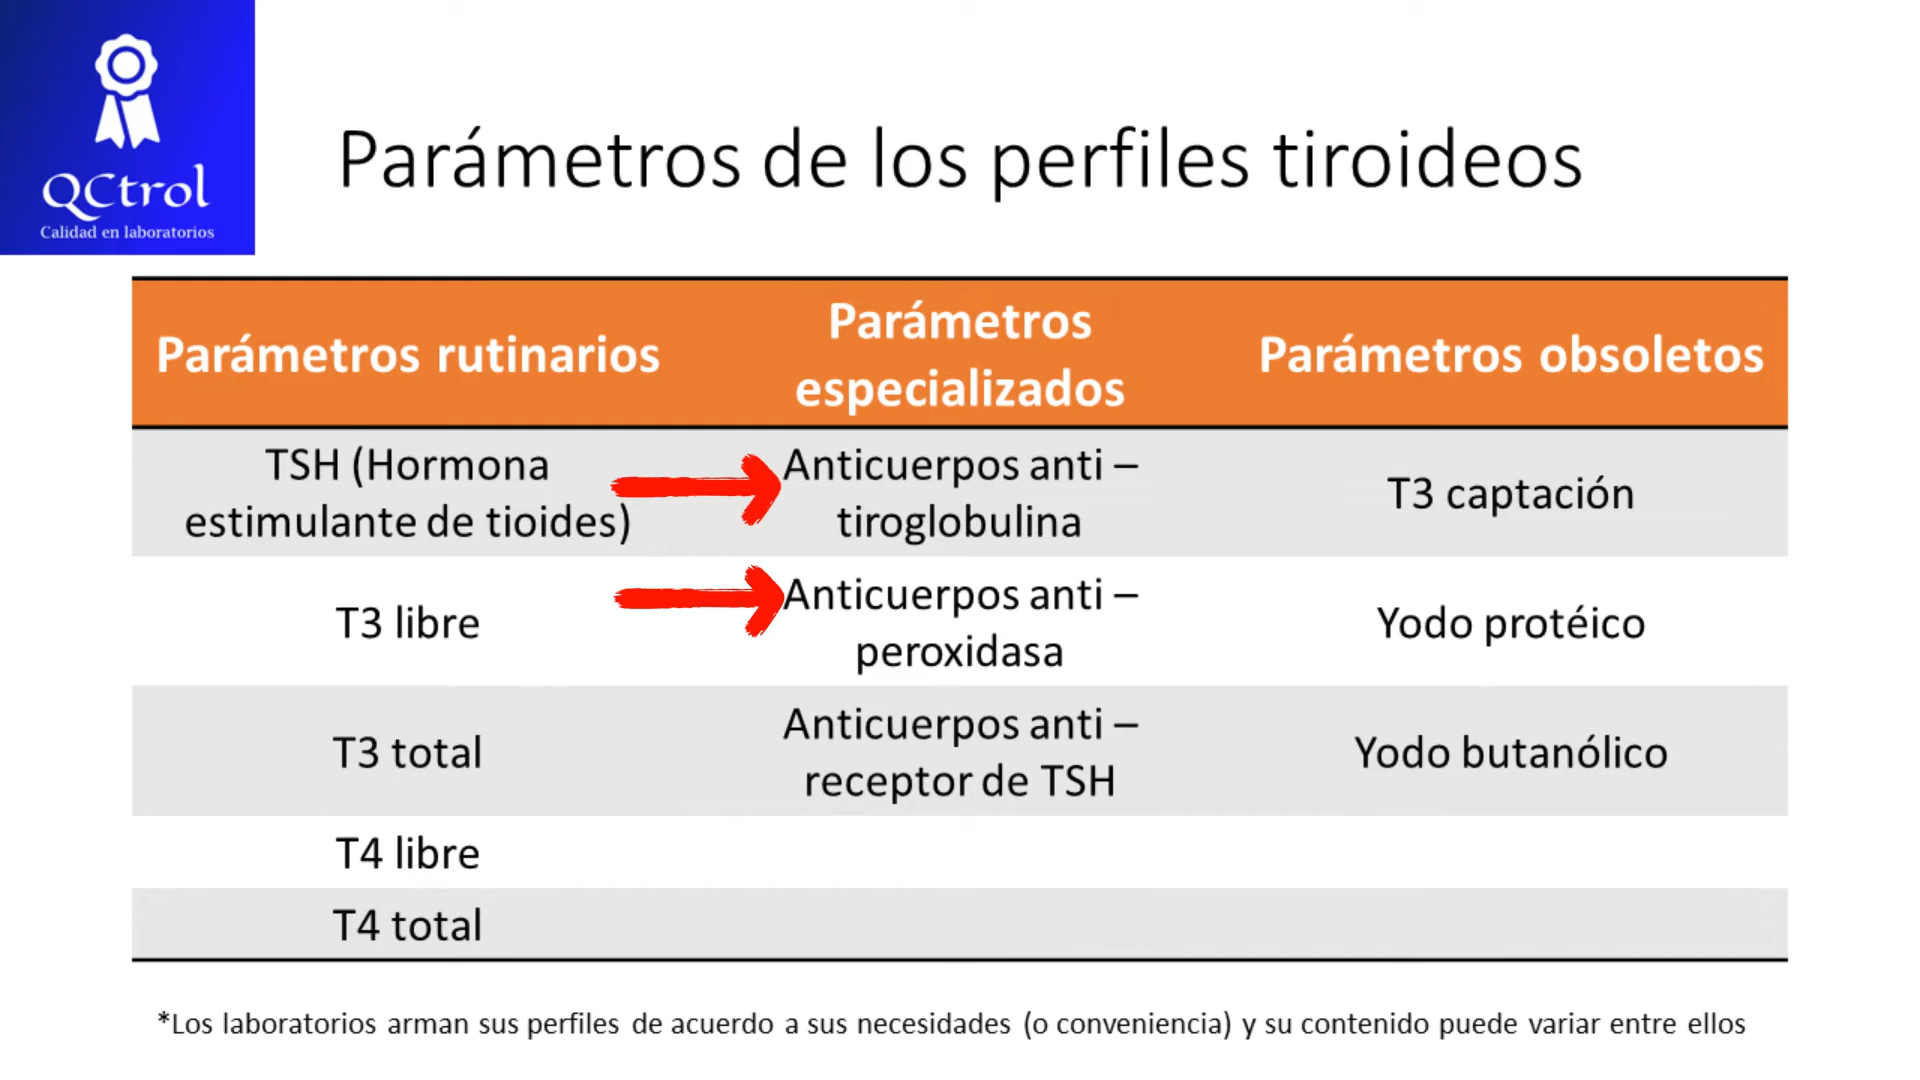 QCtrol
Calidad en laboratorios
Parámetros de los perfiles tiroideos
Parámetros rutinarios
Parámetros
especializados
Parámetros obsoletos
TSH (Hormona
estimulante de tioides)
Anticuerpos anti –
tiroglobulina
T3 captación
T3 libre
Anticuerpos anti –
peroxidasa
Yodo protéico
T3 total
Anticuerpos anti –
receptor de TSH
Yodo butanólico
T4 libre
T4 total
*Los laboratorios arman sus perfiles de acuerdo a sus necesidades (o conveniencia) y su contenido puede variar entre ellos